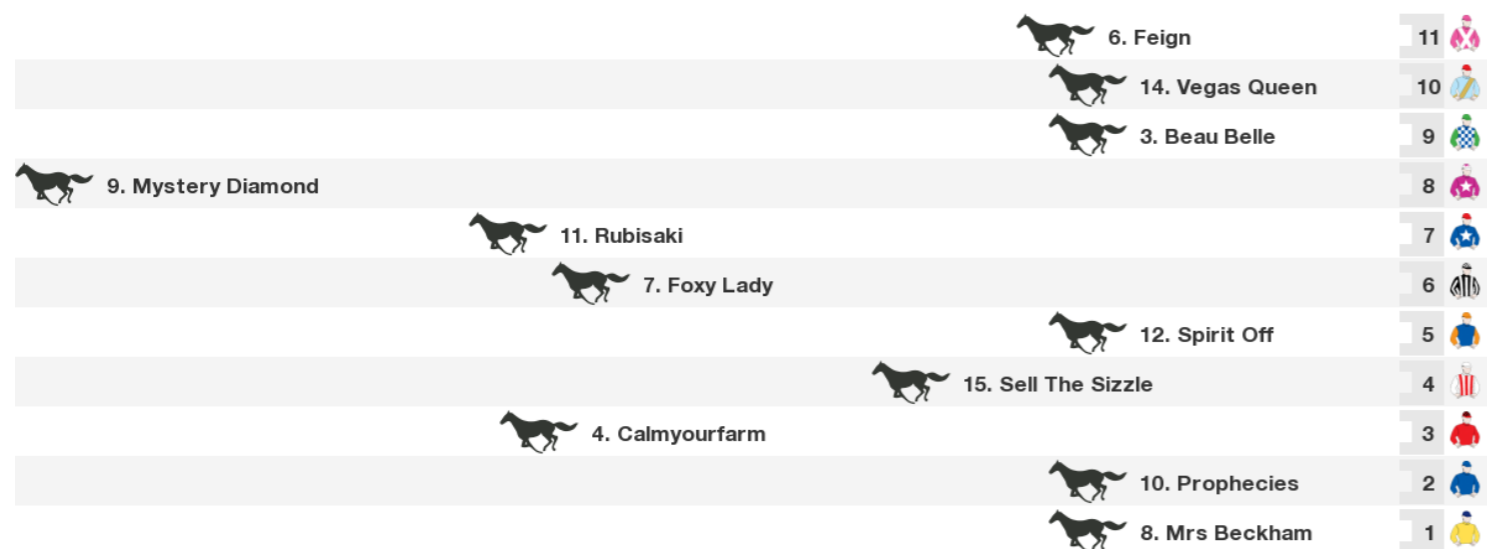 6. Feign 11
14. Vegas Queen 10
3. Beau Belle 9
9. Mystery Diamond 8
11. Rubisaki 7
7. Foxy Lady 6
12. Spirit Off 5
15. Sell The Sizzle 4
4. Calmyourfarm 3
10. Prophecies 2
8. Mrs Beckham 1